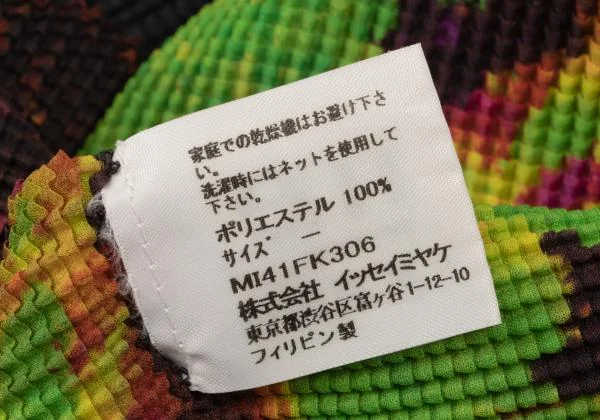 家庭での乾燥機はお避け下さ
い。
洗濯時にはネットを使用して
下さい。
ポリエステル 100%
サイズ —
MI41FK306
株式会社 イッセイミヤケ
東京都渋谷区富ヶ谷1-12-10
フィリピン製